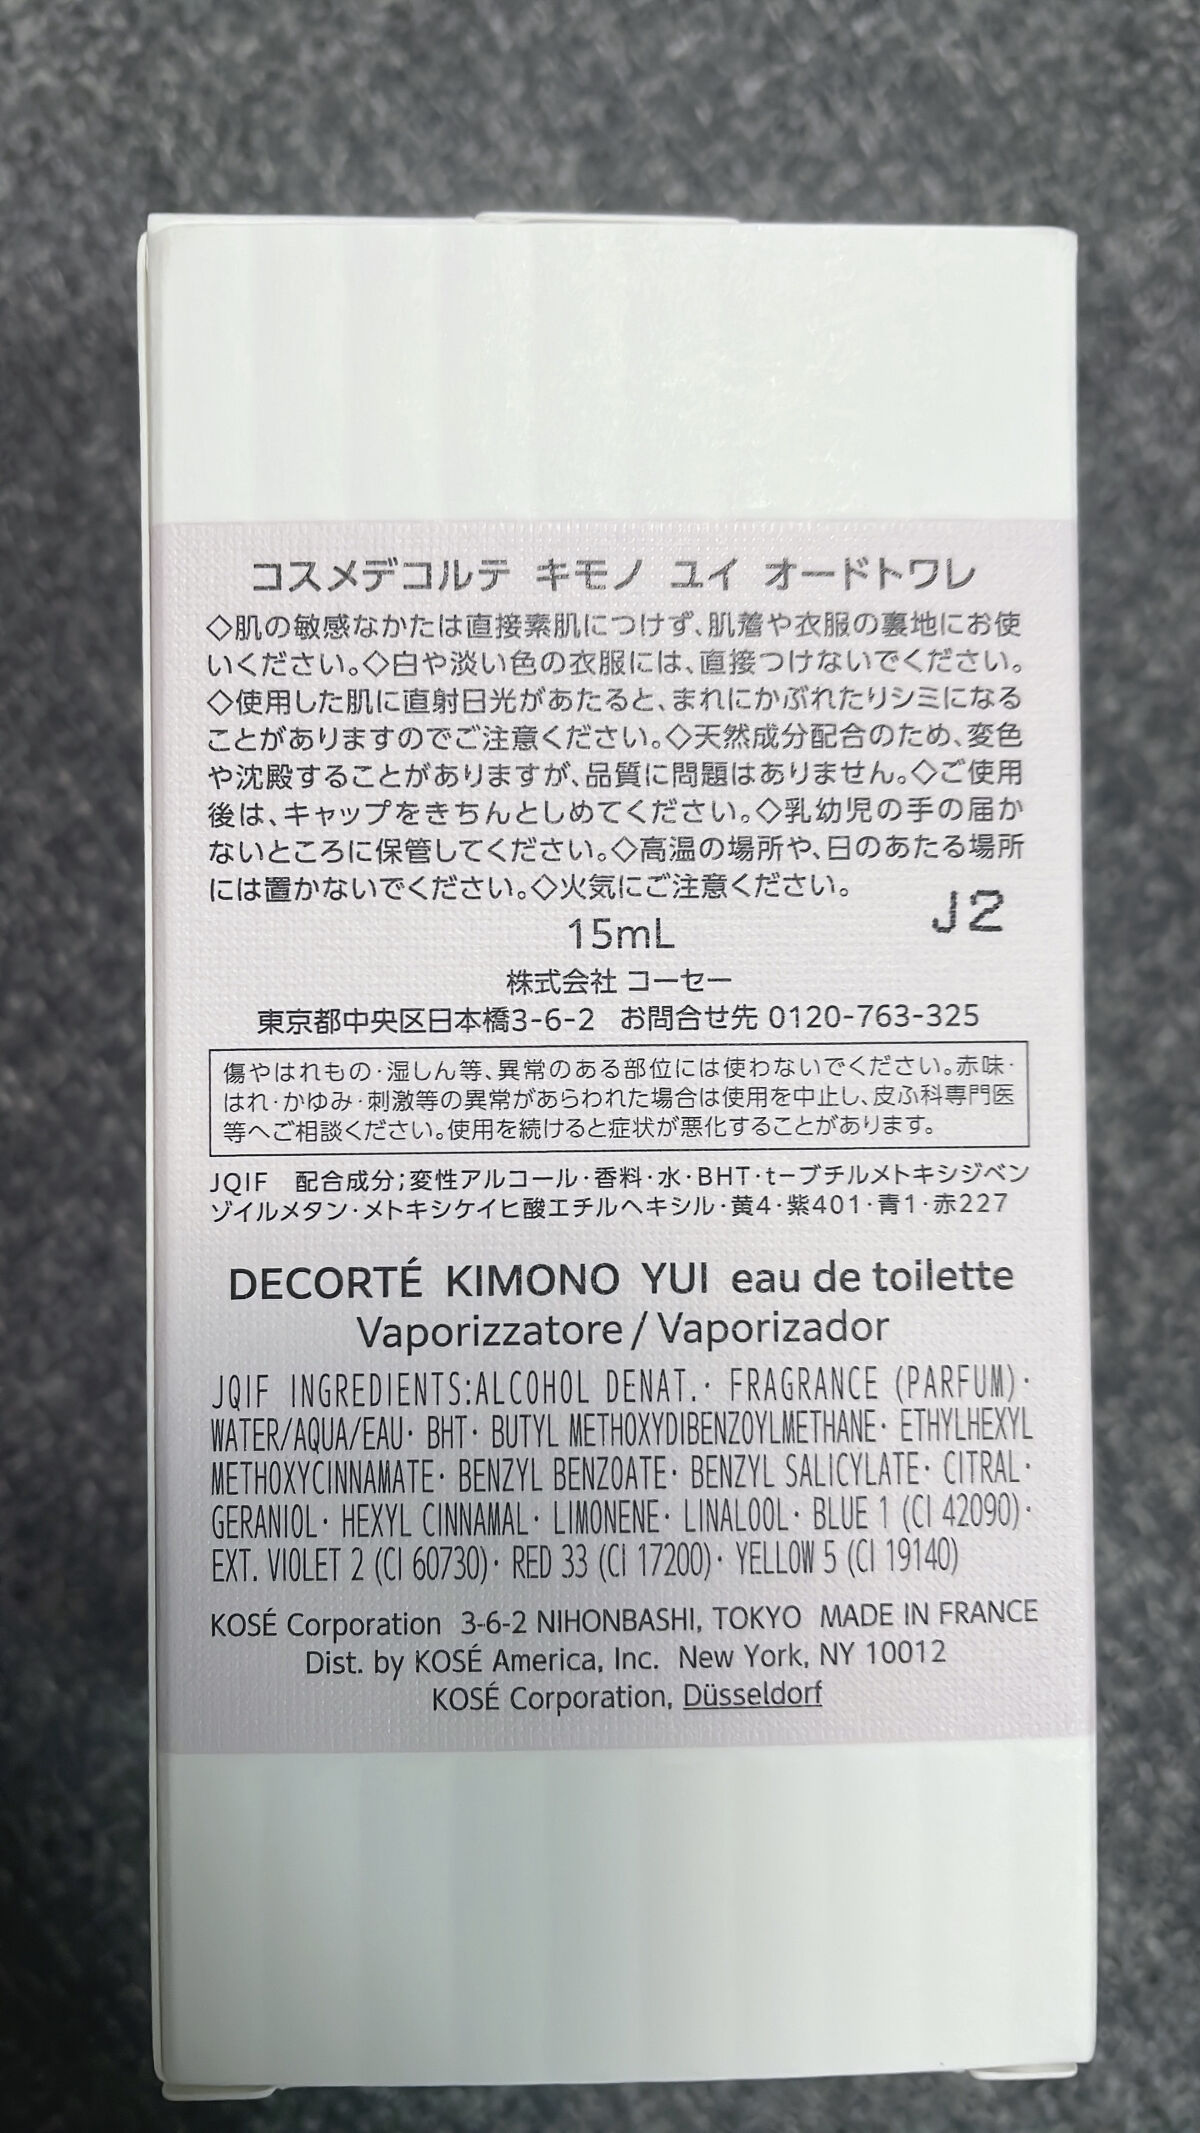 コスメデコルテ キモノ ユイ オードトワレ
◇肌の敏感なかたは直接素肌につけず、肌着や衣服の裏地にお使
いください。◇白や淡い色の衣服には、直接つけないでください。
◇使用した肌に直射日光があたると、まれにかぶれたりシミになる
ことがありますのでご注意ください。◇天然成分配合のため、変色
や沈殿することがありますが、品質に問題はありません。◇ご使用
後は、キャップをきちんとしめてください。◇乳幼児の手の届か
ないところに保管してください。◇高温の場所や、日のあたる場所
には置かないでください。◇火気にご注意ください。
J2
15mL
株式会社 コーセー
東京都中央区日本橋3-6-2 お問合せ先 0120-763-325
傷やはれもの・湿しん等、異常のある部位には使わないでください。赤味・
はれ・かゆみ・刺激等の異常があらわれた場合は使用を中止し、皮ふ科専門医
等へご相談ください。使用を続けると症状が悪化することがあります。
JQIF 配合成分;変性アルコール・香料・水・BHT・t-ブチルメトキシジベン
ゾイルメタン・メトキシケイヒ酸エチルヘキシル・黄4・紫401・青1・赤227
DECORTÉ KIMONO YUI eau de toilette
Vaporizzatore / Vaporizador
JQIF INGREDIENTS:ALCOHOL DENAT.· FRAGRANCE (PARFUM)·
WATER/AQUA/EAU· BHT· BUTYL METHOXYDIBENZOYLMETHANE· ETHYLHEXYL
METHOXYCINNAMATE· BENZYL BENZOATE· BENZYL SALICYLATE· CITRAL·
GERANIOL· HEXYL CINNAMAL· LIMONENE· LINALOOL· BLUE 1 (CI 42090)·
EXT. VIOLET 2 (CI 60730)· RED 33 (CI 17200)· YELLOW 5 (CI 19140)
KOSÉ Corporation 3-6-2 NIHONBASHI, TOKYO MADE IN FRANCE
Dist. by KOSÉ America, Inc. New York, NY 10012
KOSÉ Corporation, Düsseldorf